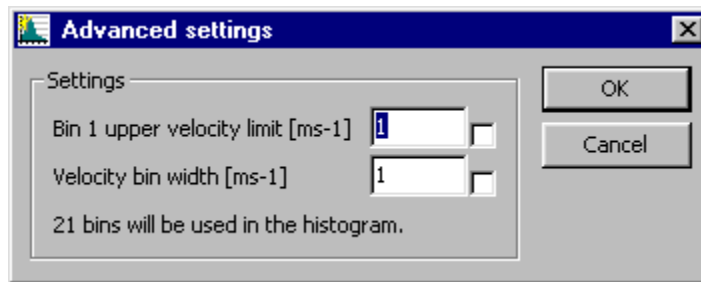 Advanced settings
Settings
Bin 1 upper velocity limit [ms-1] 1
Velocity bin width [ms-1] 1
21 bins will be used in the histogram.
OK
Cancel